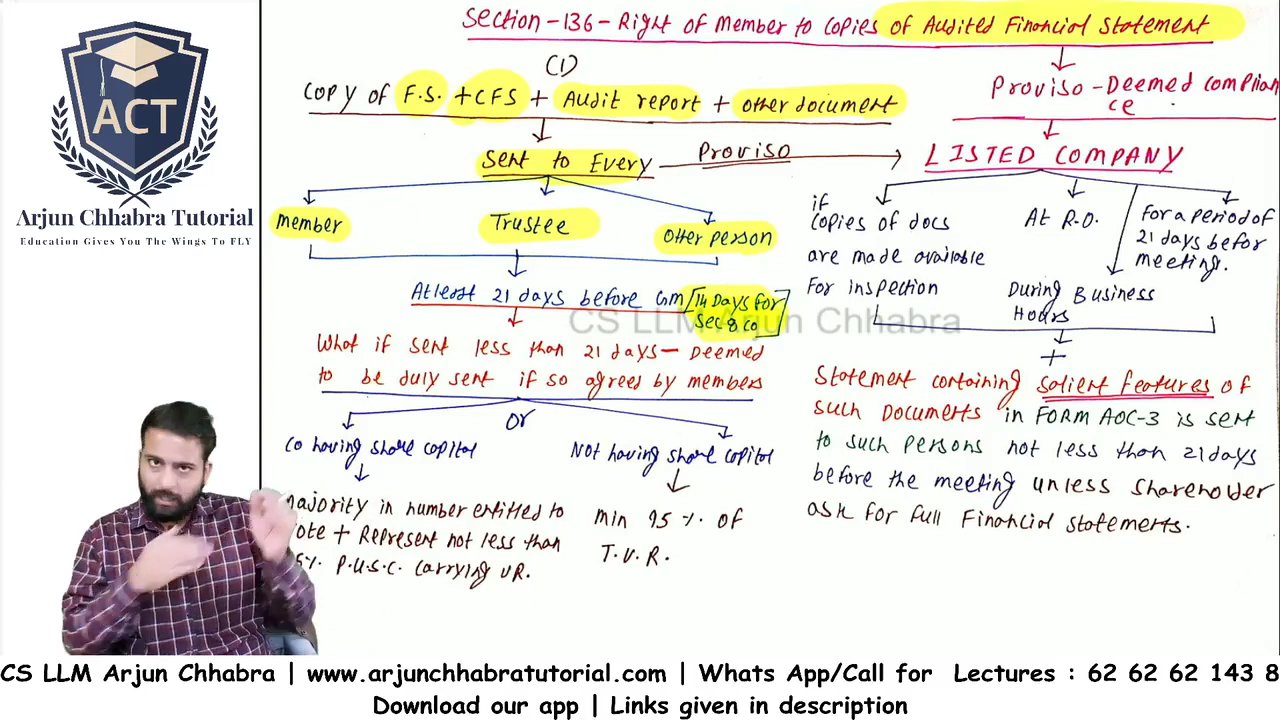 Section-136-Right of Member to Copies of Audited Financial Statement
(1)
Copy of F.S. + CFS + Audit report + other document
Sent to Every
Proviso
Member
Trustee
Other person
Atleast 21 days before G.M
14 Days for
Sec 8 co
What if sent less than 21 days - Deemed
to be duly sent if so agreed by members
OR
Co having share capital
Majority in number entitled to
vote + Represent not less than
P.U.S.C. carrying VR.
Not having share capital
Min 95 % of
T.V.R.
Proviso - Deemed complian
ce
LISTED COMPANY
if
copies of docs
are made available
For inspection
At R.O.
During Business
Hours
For a period of
21 days befor
meeting.
+
Statement containing salient features of
such Documents in FORM AOC-3 is sent
to such persons not less than 21 days
before the meeting unless shareholder
ask for full Financial statements.
ACT
Arjun Chhabra Tutorial
Education Gives You The Wings To FLY
CS LLM Arjun Chhabra
CS LLM Arjun Chhabra | www.arjunchhabratutorial.com | Whats App/Call for Lectures : 62 62 62 143 8
Download our app | Links given in description